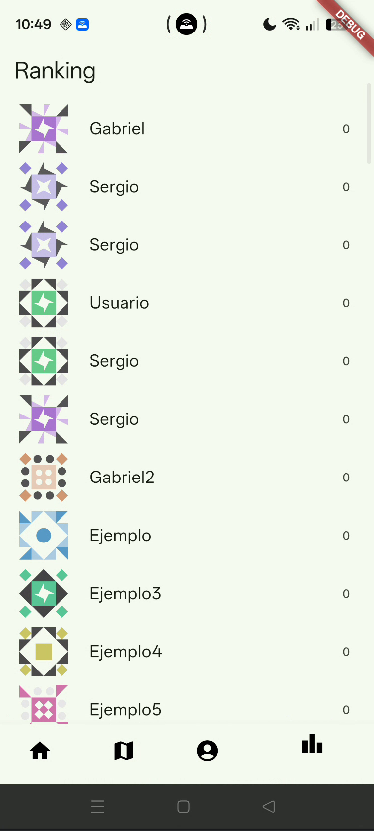 10:49
DEBUG
Ranking
Gabriel 0
Sergio 0
Sergio 0
Usuario 0
Sergio 0
Sergio 0
Gabriel2 0
Ejemplo 0
Ejemplo3 0
Ejemplo4 0
Ejemplo5 0